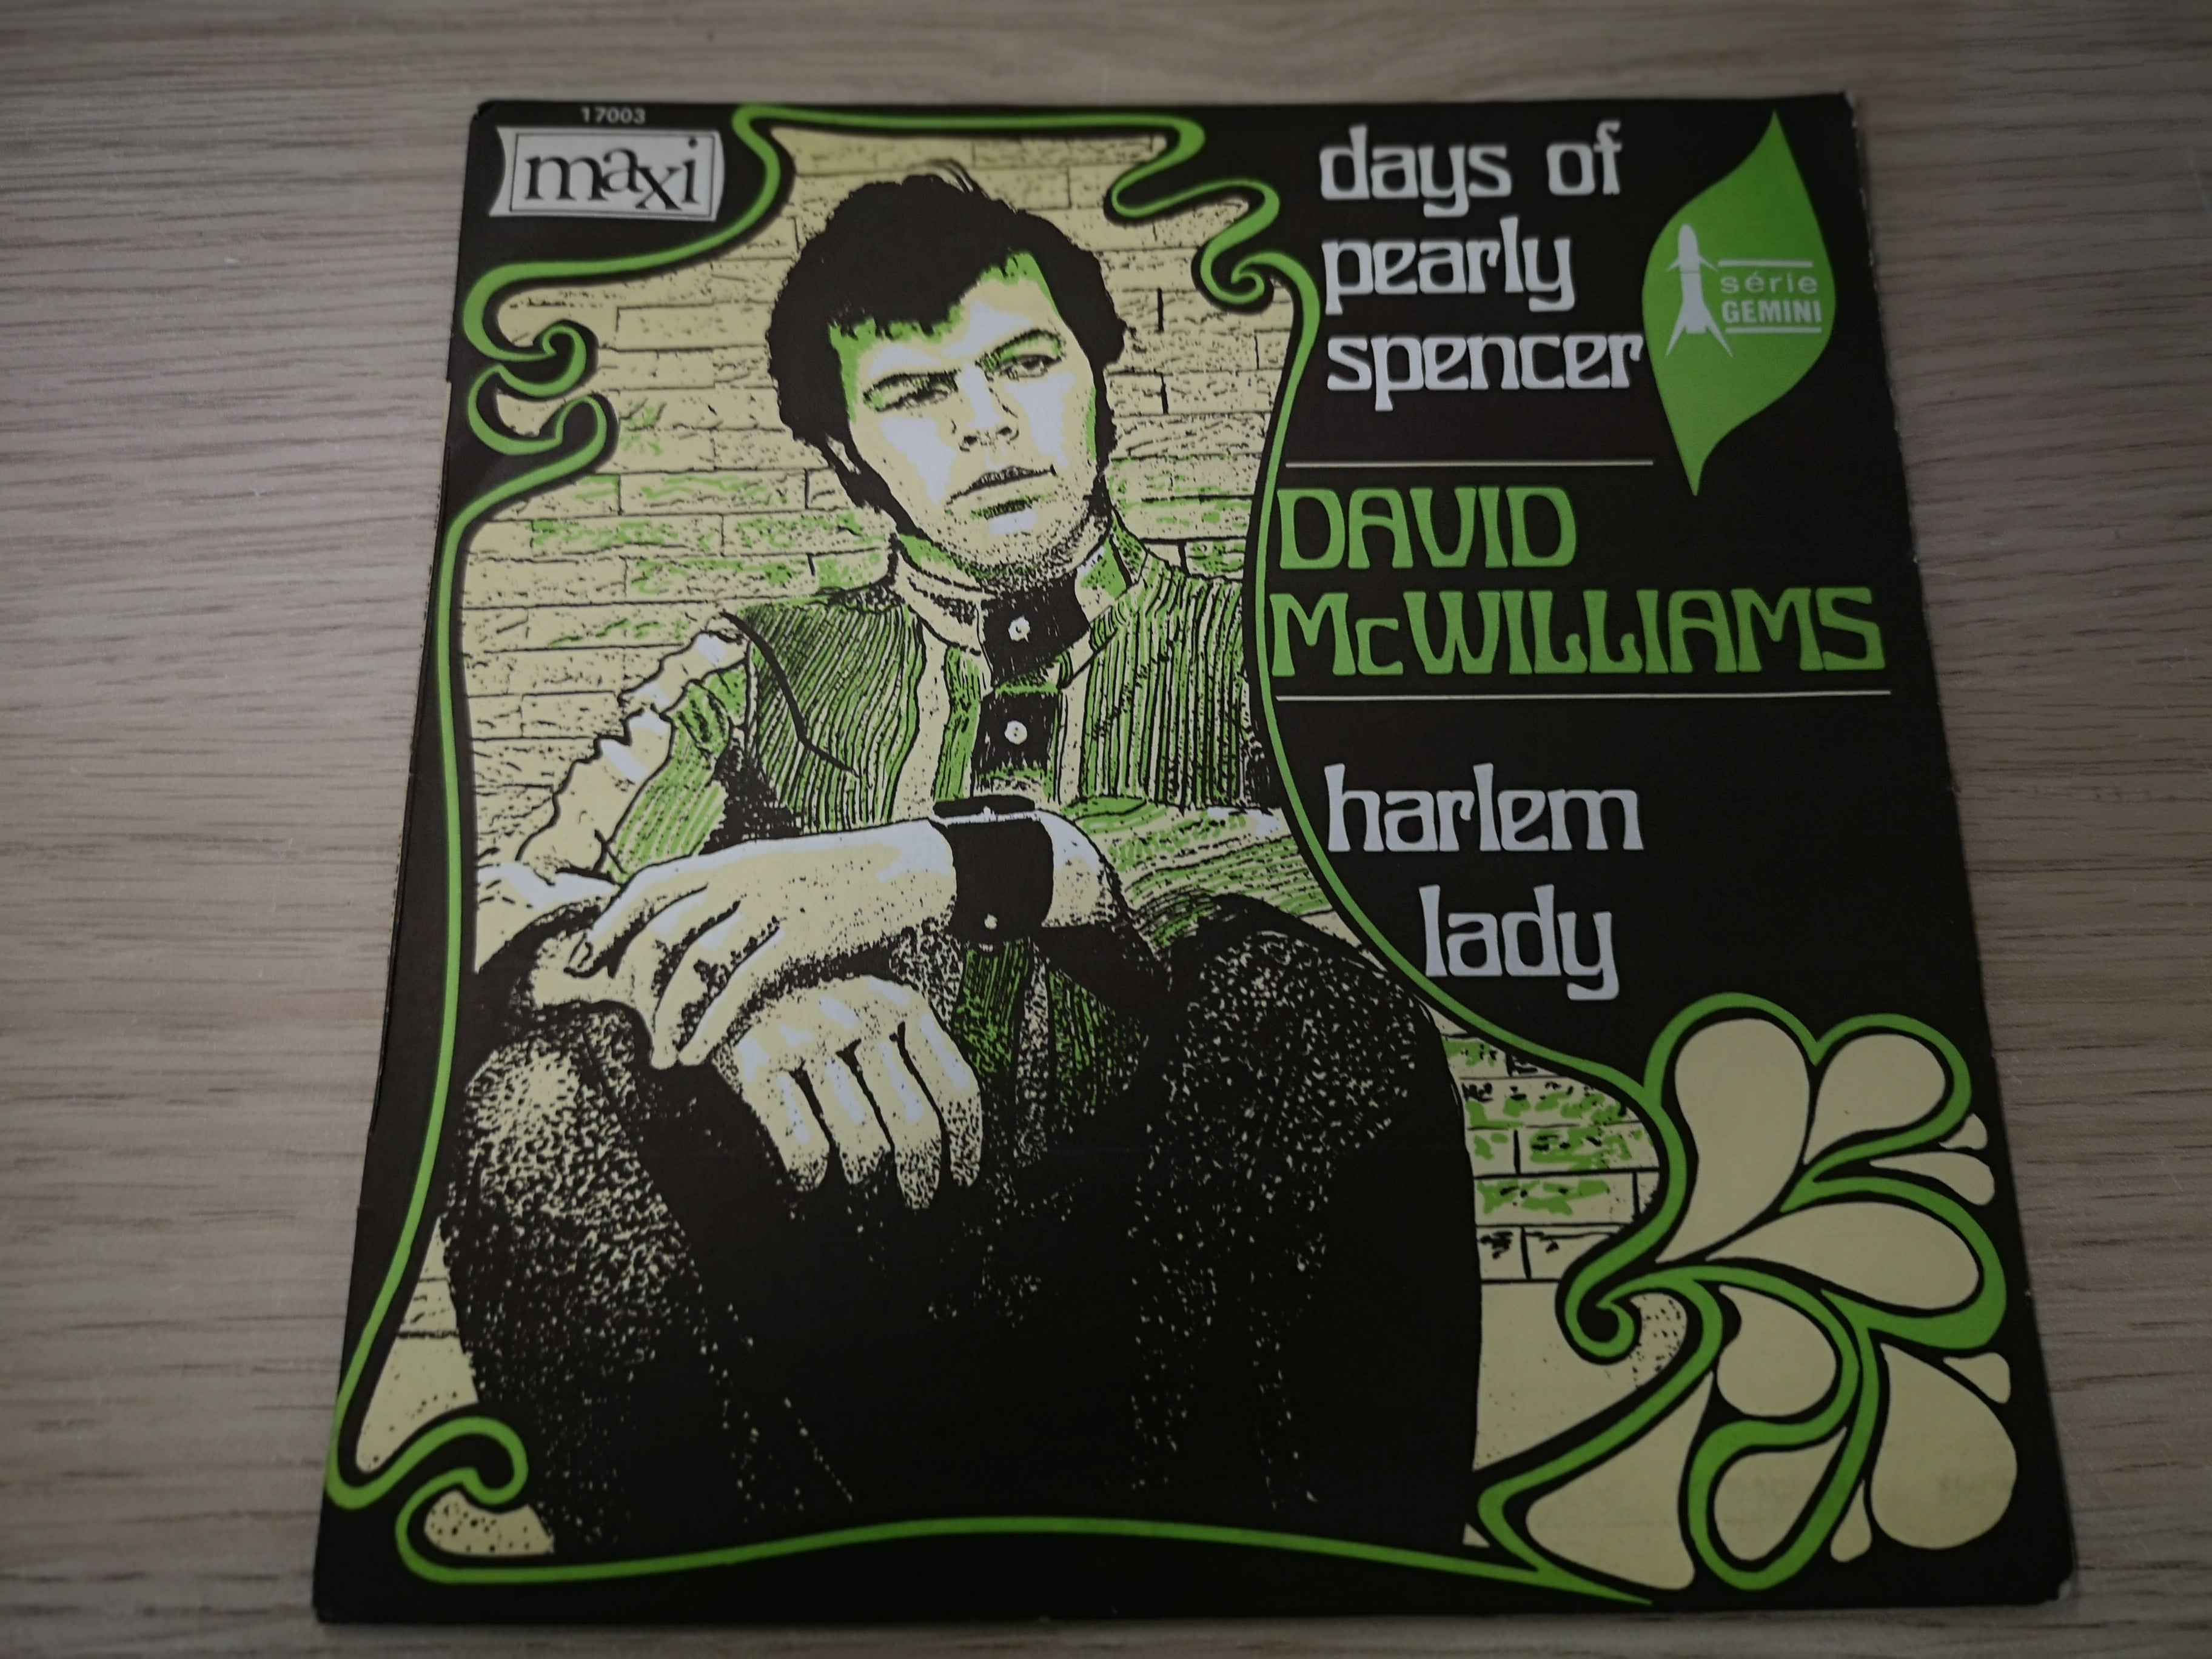 17003
maxi
days of
pearly
spencer
série
GEMINI
DAVID
McWILLIAMS
harlem
lady